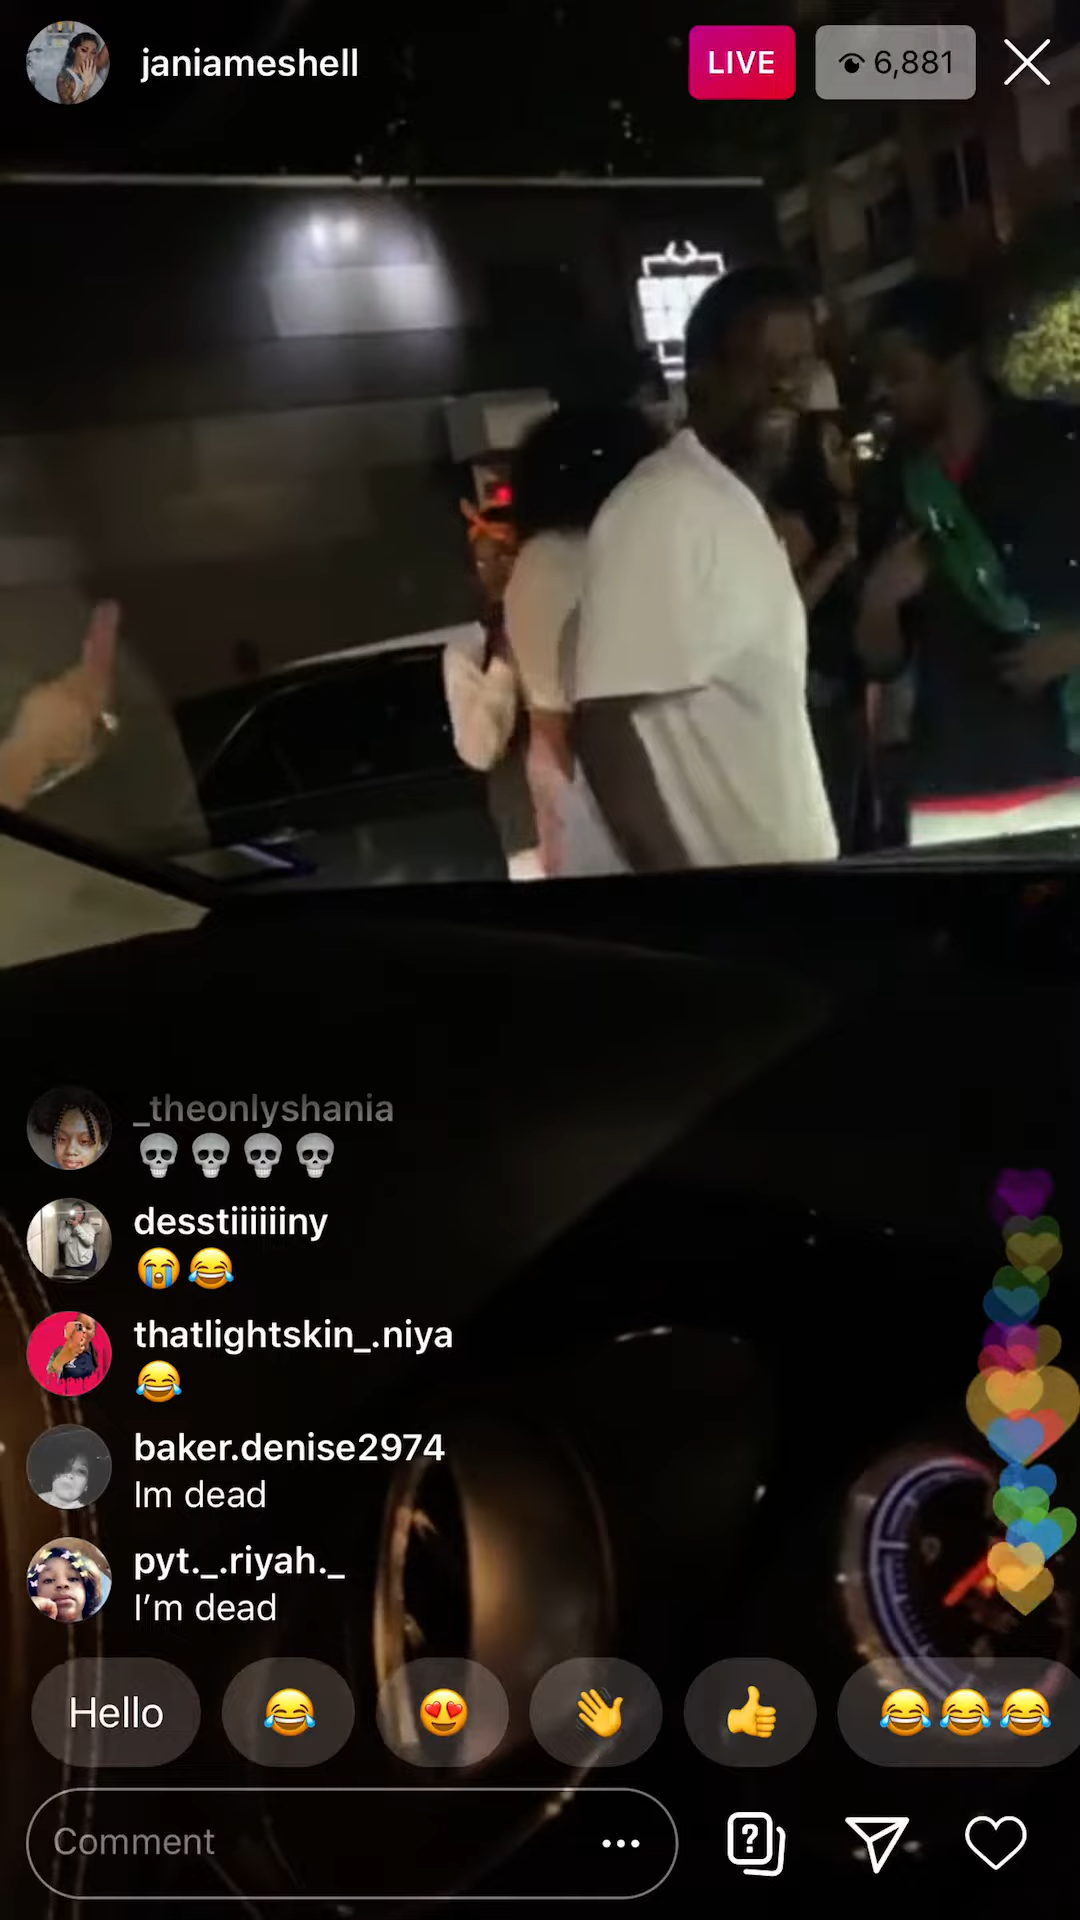 janiameshell
LIVE
6,881
_theonlyshania
💀💀💀💀
desstiiiiiiny
😭😂
thatlightskin_.niya
😂
baker.denise2974
Im dead
pyt._.riyah._
I’m dead
Hello
😂
😍
👋
👍
😂😂😂
Comment